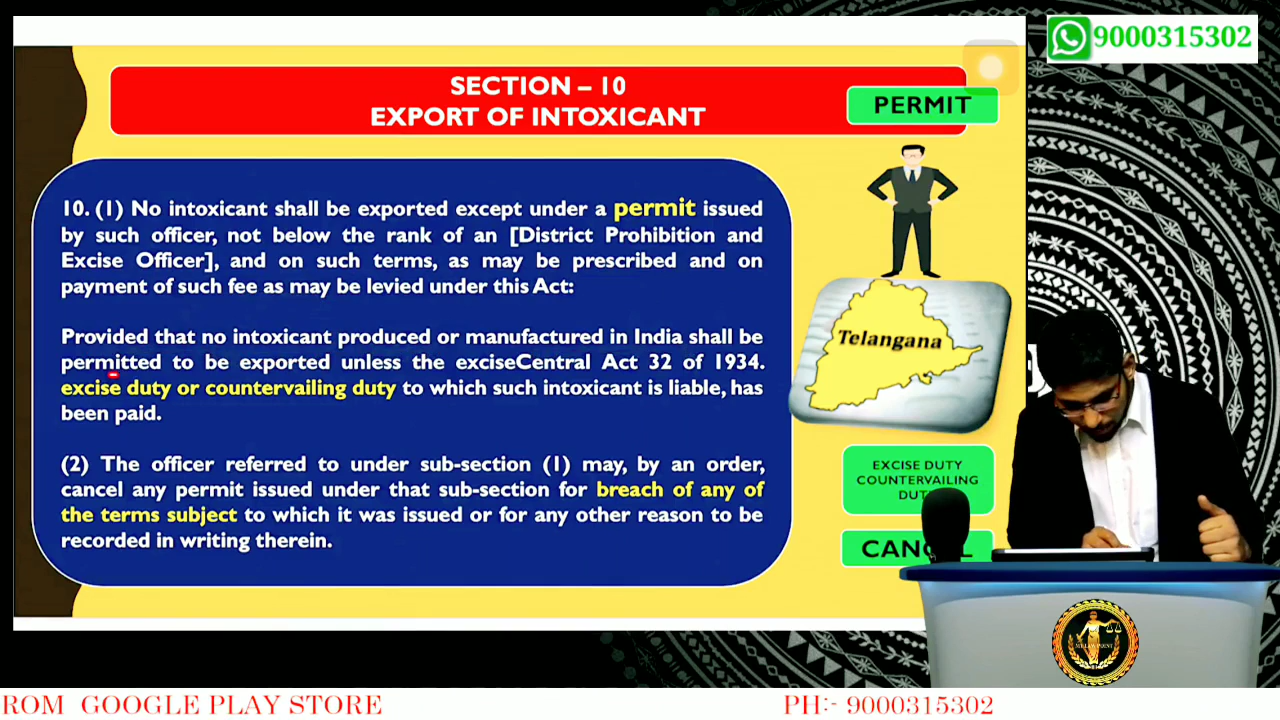 9000315302
SECTION – 10
EXPORT OF INTOXICANT
PERMIT
10. (1) No intoxicant shall be exported except under a permit issued
by such officer, not below the rank of an [District Prohibition and
Excise Officer], and on such terms, as may be prescribed and on
payment of such fee as may be levied under this Act:
Provided that no intoxicant produced or manufactured in India shall be
permitted to be exported unless the exciseCentral Act 32 of 1934.
excise duty or countervailing duty to which such intoxicant is liable, has
been paid.
(2) The officer referred to under sub-section (1) may, by an order,
cancel any permit issued under that sub-section for breach of any of
the terms subject to which it was issued or for any other reason to be
recorded in writing therein.
Telangana
EXCISE DUTY
COUNTERVAILING
ROM GOOGLE PLAY STORE
PH:- 9000315302